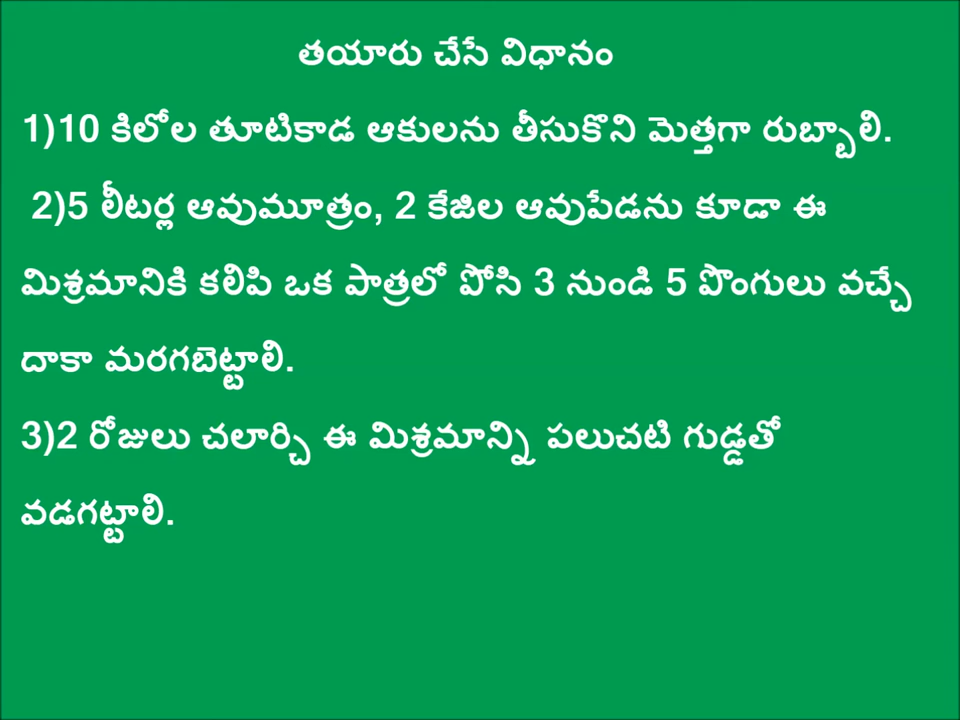 తయారు చేసే విధానం
1)10 కిలోల తూటికాడ ఆకులను తీసుకొని మెత్తగా రుబ్బాలి.
2)5 లీటర్ల ఆవుమూత్రం, 2 కేజిల ఆవుపేడను కూడా ఈ
మిశ్రమానికి కలిపి ఒక పాత్రలో పోసి 3 నుండి 5 పొంగులు వచ్చే
దాకా మరగబెట్టాలి.
3)2 రోజులు చలార్చి ఈ మిశ్రమాన్ని పలుచటి గుడ్డతో
వడగట్టాలి.